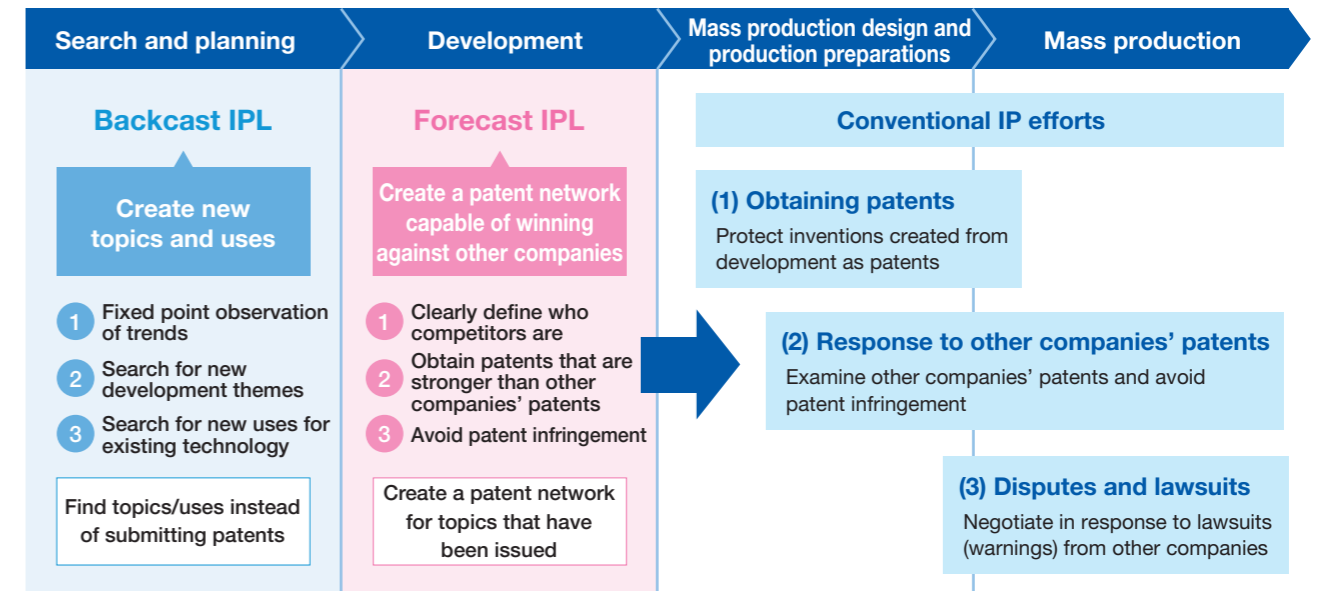 Search and planning
Development
Mass production design and
production preparations
Mass production
Backcast IPL
Create new
topics and uses
1 Fixed point observation
of trends
2 Search for new
development themes
3 Search for new uses for
existing technology
Find topics/uses instead
of submitting patents
Forecast IPL
Create a patent network
capable of winning
against other companies
1 Clearly define who
competitors are
2 Obtain patents that are
stronger than other
companies’ patents
3 Avoid patent infringement
Create a patent network
for topics that have
been issued
Conventional IP efforts
(1) Obtaining patents
Protect inventions created from
development as patents
(2) Response to other companies’ patents
Examine other companies’ patents and avoid
patent infringement
(3) Disputes and lawsuits
Negotiate in response to lawsuits
(warnings) from other companies